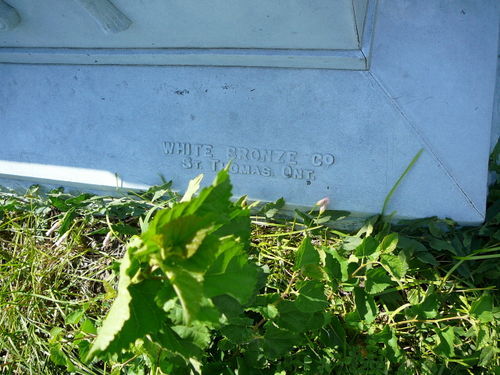 WHITE BRONZE CO
ST. THOMAS. ONT.